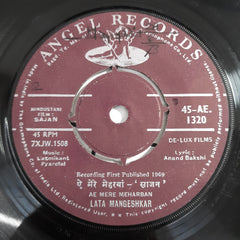 ANGEL RECORDS
HINDUSTANI
FILM :
SAJAN
45 RPM
7XJW.1508
Music :
Laxmikant
Pyarelal
45-AE.
1320
DE-LUX FILMS
Lyric :
Anand Bakshi
Recording First Published 1969
ऐ मेरे मेहरबां - 'साजन'
AE MERE MEHARBAN
LATA MANGESHKAR